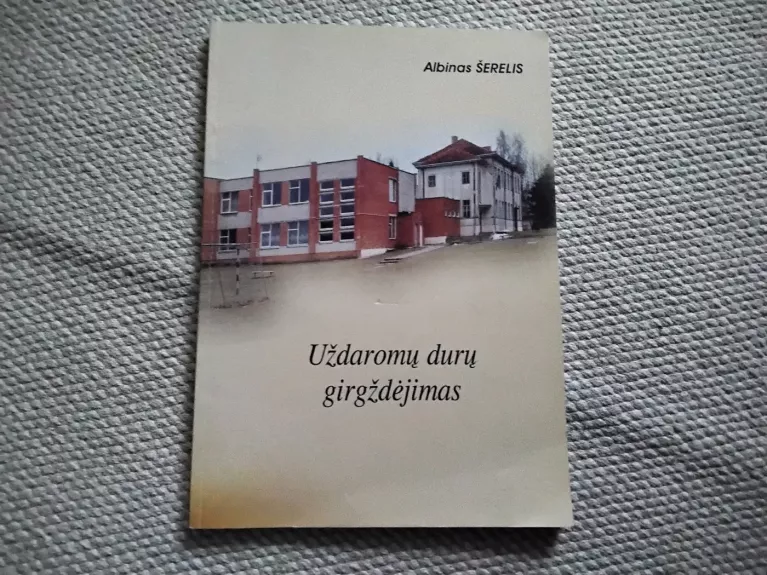 Albinas ŠERELIS
Uždaromų durų
girgždėjimas